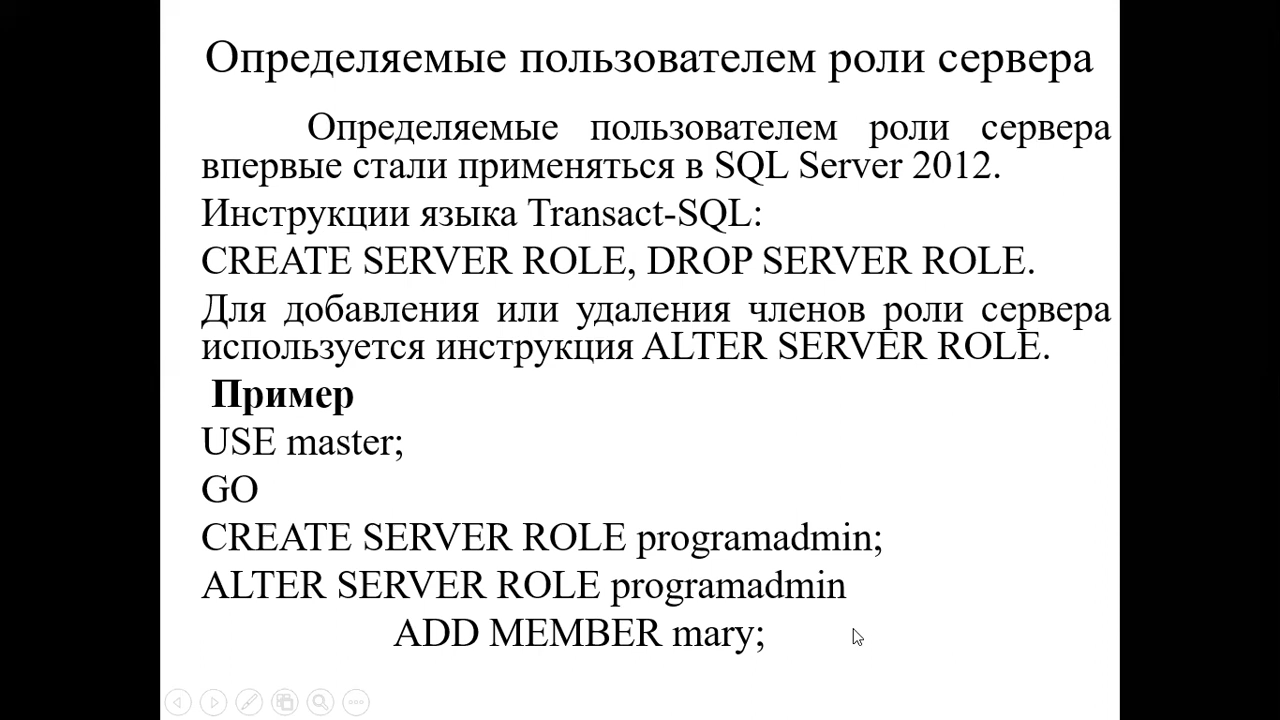 Определяемые пользователем роли сервера
Определяемые пользователем роли сервера
впервые стали применяться в SQL Server 2012.
Инструкции языка Transact-SQL:
CREATE SERVER ROLE, DROP SERVER ROLE.
Для добавления или удаления членов роли сервера
используется инструкция ALTER SERVER ROLE.
Пример
USE master;
GO
CREATE SERVER ROLE programadmin;
ALTER SERVER ROLE programadmin
ADD MEMBER mary;